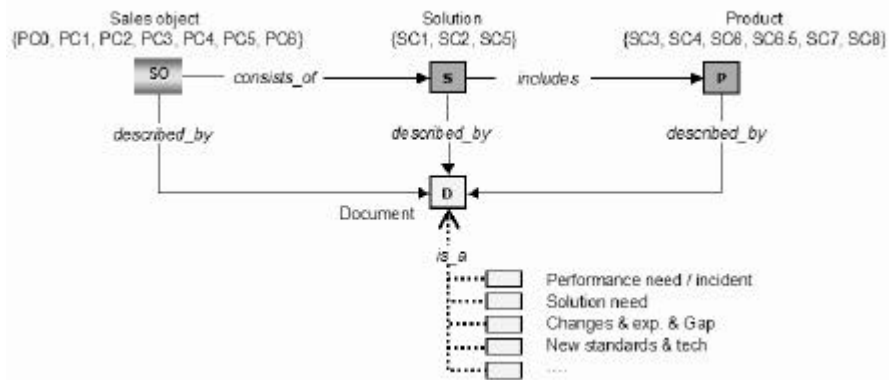 Sales object
Solution
Product
{PC0, PC1, PC2, PC3, PC4, PC5, PC6}
{SC1, SC2, SC5}
{SC3, SC4, SC6, SC6.5, SC7, SC8}
SO
consists_of
S
includes
P
described_by
described_by
described_by
D
Document
is_a
Performance need / incident
Solution need
Changes & exp. & Gap
New standards & tech
....